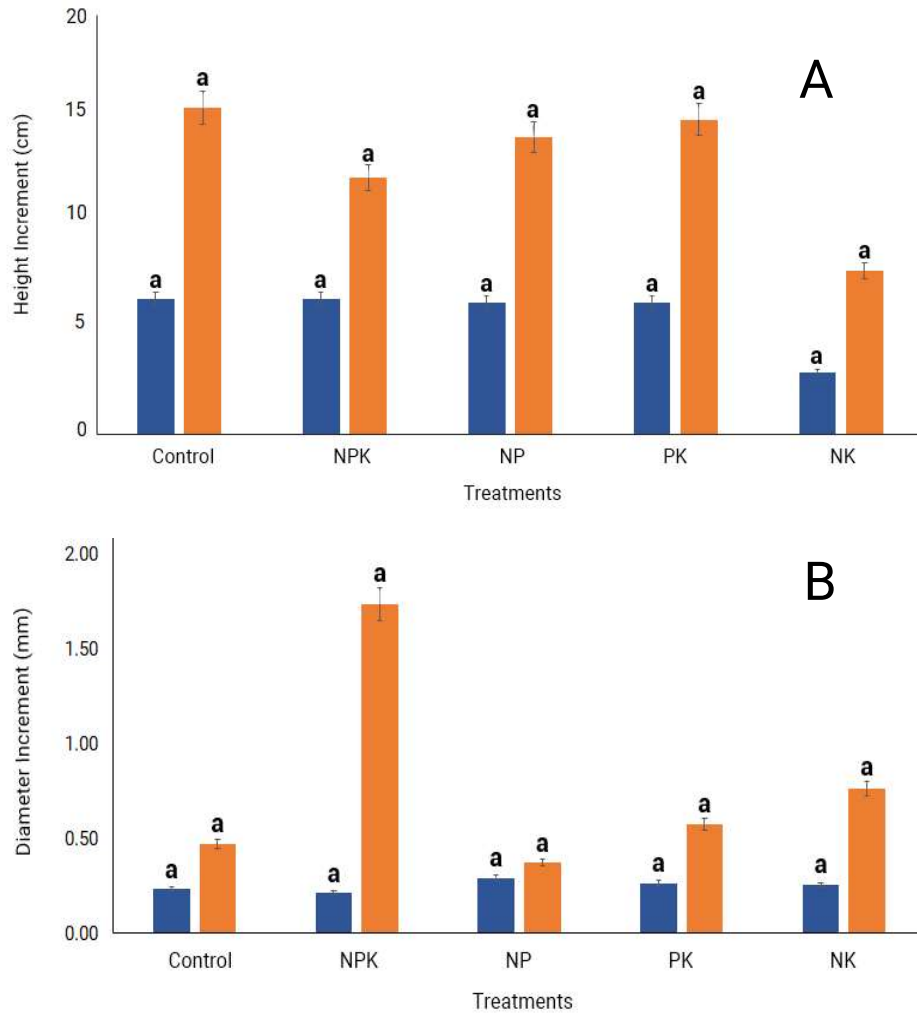 20
A
a
a
a
a
15
a
Height Increment (cm)
10
a
a
a
a
a
5
a
0
Control NPK NP PK NK
Treatments
2.00
B
a
1.50
Diameter Increment (mm)
1.00
a
a
a
0.50
a
a
a
a
a
a
0.00
Control NPK NP PK NK
Treatments